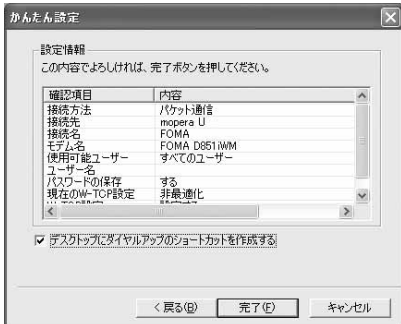 かんたん設定
設定情報
この内容でよろしければ、完了ボタンを押してください。
確認項目 内容
接続方法 パケット通信
接続先 mopera U
接続名 FOMA
モデム名 FOMA D851iWM
使用可能ユーザー すべてのユーザー
ユーザー名
パスワードの保存 する
現在のW-TCP設定 非最適化
デスクトップにダイヤルアップのショートカットを作成する
< 戻る(B) 完了(F) キャンセル